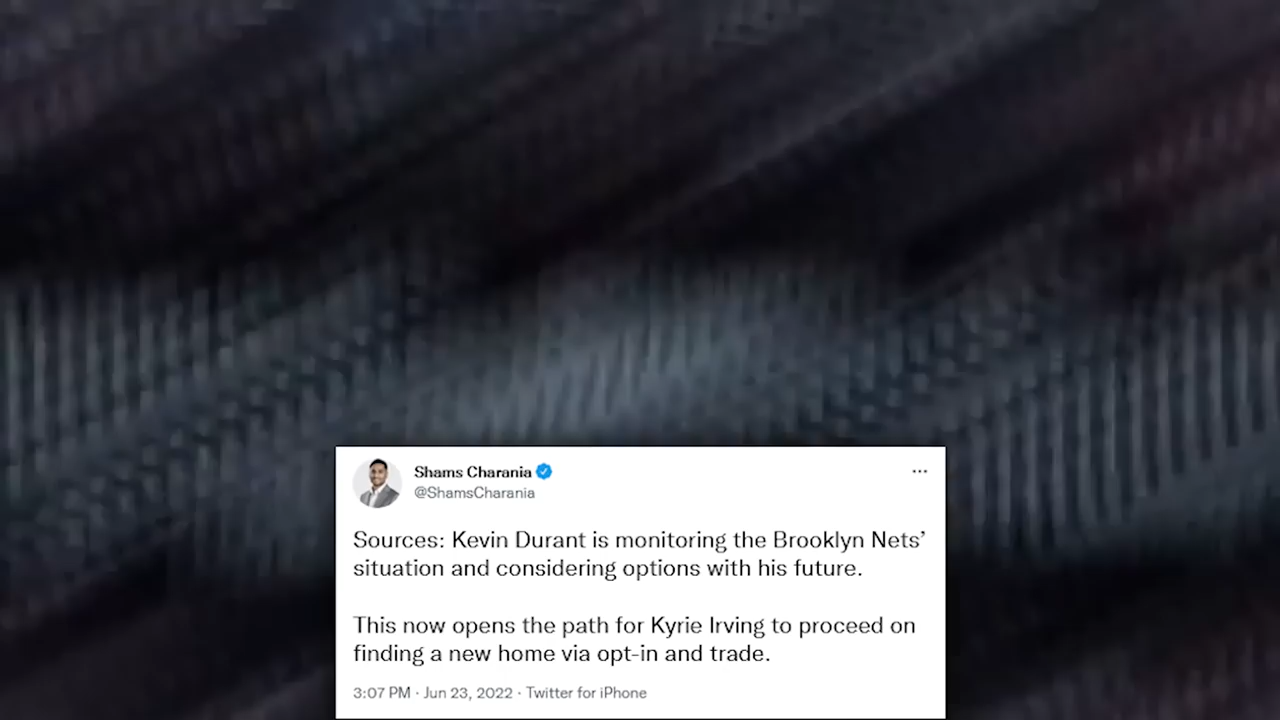 Shams Charania
@ShamsCharania
Sources: Kevin Durant is monitoring the Brooklyn Nets’
situation and considering options with his future.
This now opens the path for Kyrie Irving to proceed on
finding a new home via opt-in and trade.
3:07 PM · Jun 23, 2022 · Twitter for iPhone